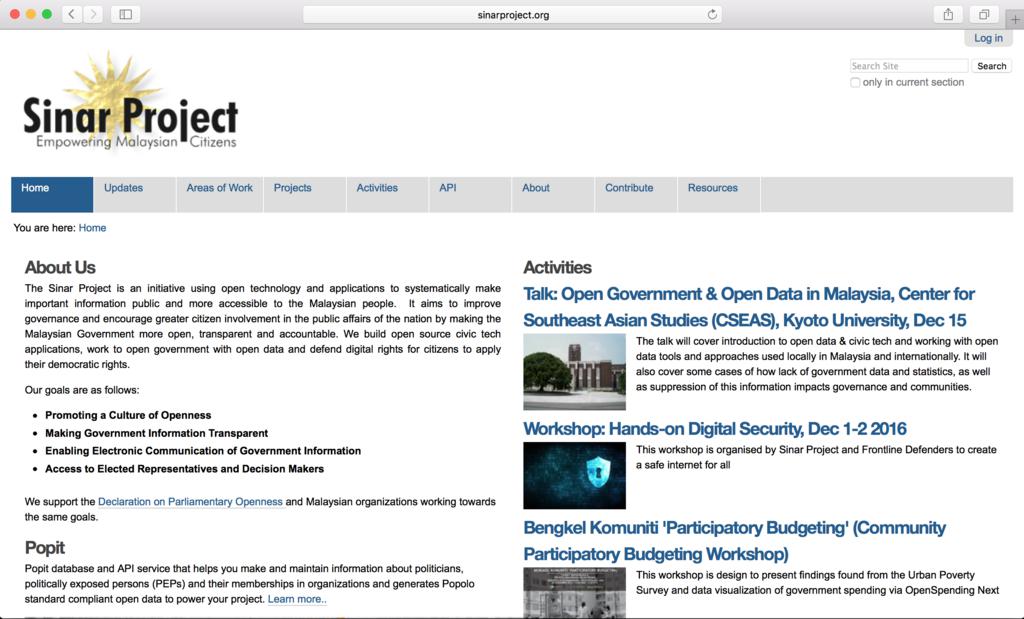 sinarproject.org
Log in
Search Site
Search
only in current section
Sinar Project
Empowering Malaysian Citizens
Home
Updates
Areas of Work
Projects
Activities
API
About
Contribute
Resources
You are here: Home
About Us
The Sinar Project is an initiative using open technology and applications to systematically make
important information public and more accessible to the Malaysian people. It aims to improve
governance and encourage greater citizen involvement in the public affairs of the nation by making the
Malaysian Government more open, transparent and accountable. We build open source civic tech
applications, work to open government with open data and defend digital rights for citizens to apply
their democratic rights.
Our goals are as follows:
• Promoting a Culture of Openness
• Making Government Information Transparent
• Enabling Electronic Communication of Government Information
• Access to Elected Representatives and Decision Makers
We support the Declaration on Parliamentary Openness and Malaysian organizations working towards
the same goals.
Popit
Popit database and API service that helps you make and maintain information about politicians,
politically exposed persons (PEPs) and their memberships in organizations and generates Popolo
standard compliant open data to power your project. Learn more..
Activities
Talk: Open Government & Open Data in Malaysia, Center for
Southeast Asian Studies (CSEAS), Kyoto University, Dec 15
The talk will cover introduction to open data & civic tech and working with open
data tools and approaches used locally in Malaysia and internationally. It will
also cover some cases of how lack of government data and statistics, as well
as suppression of this information impacts governance and communities.
Workshop: Hands-on Digital Security, Dec 1-2 2016
This workshop is organised by Sinar Project and Frontline Defenders to create
a safe internet for all
Bengkel Komuniti 'Participatory Budgeting' (Community
Participatory Budgeting Workshop)
This workshop is design to present findings found from the Urban Poverty
Survey and data visualization of government spending via OpenSpending Next